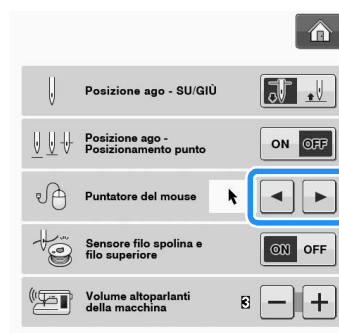 Posizione ago - SU/GIÙ
Posizione ago -
Posizionamento punto
ON OFF
Puntatore del mouse
Sensore filo spolina e
filo superiore
ON OFF
Volume altoparlanti
della macchina
3